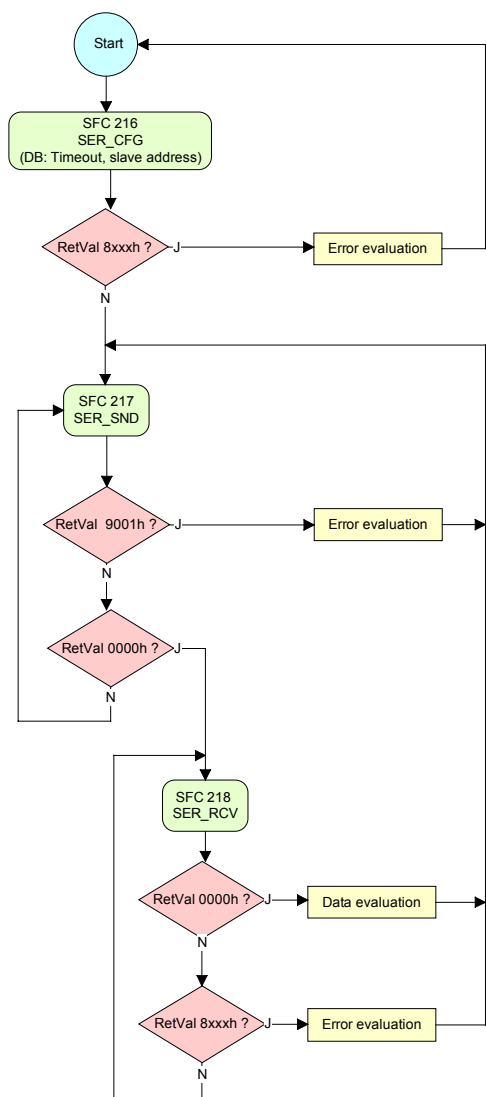 Start
SFC 216
SER_CFG
(DB: Timeout, slave address)
RetVal 8xxxh ?
J
Error evaluation
N
SFC 217
SER_SND
RetVal 9001h ?
J
Error evaluation
N
RetVal 0000h ?
J
N
SFC 218
SER_RCV
RetVal 0000h ?
J
Data evaluation
N
RetVal 8xxxh ?
J
Error evaluation
N